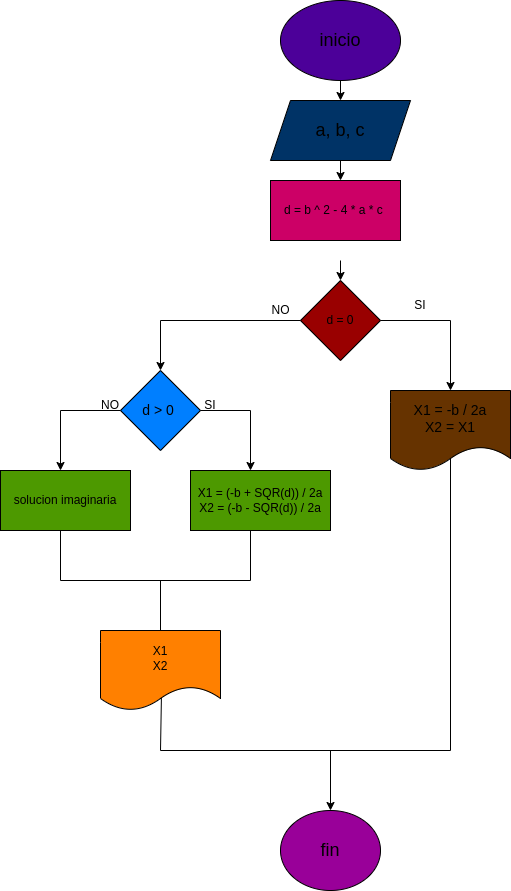 inicio
a, b, c
d = b ^ 2 - 4 * a * c
d = 0
NO
SI
d > 0
NO
SI
X1 = -b / 2a
X2 = X1
solucion imaginaria
X1 = (-b + SQR(d)) / 2a
X2 = (-b - SQR(d)) / 2a
X1
X2
fin